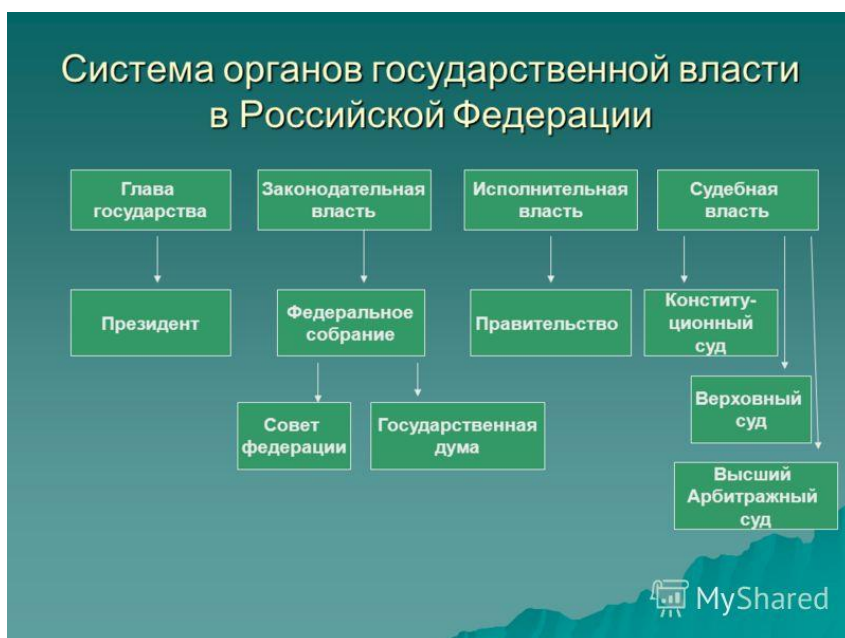 Система органов государственной власти
в Российской Федерации
Глава
государства
Законодательная
власть
Исполнительная
власть
Судебная
власть
Президент
Федеральное
собрание
Правительство
Конститу-
ционный
суд
Совет
федерации
Государственная
дума
Верховный
суд
Высший
Арбитражный
суд
MyShared